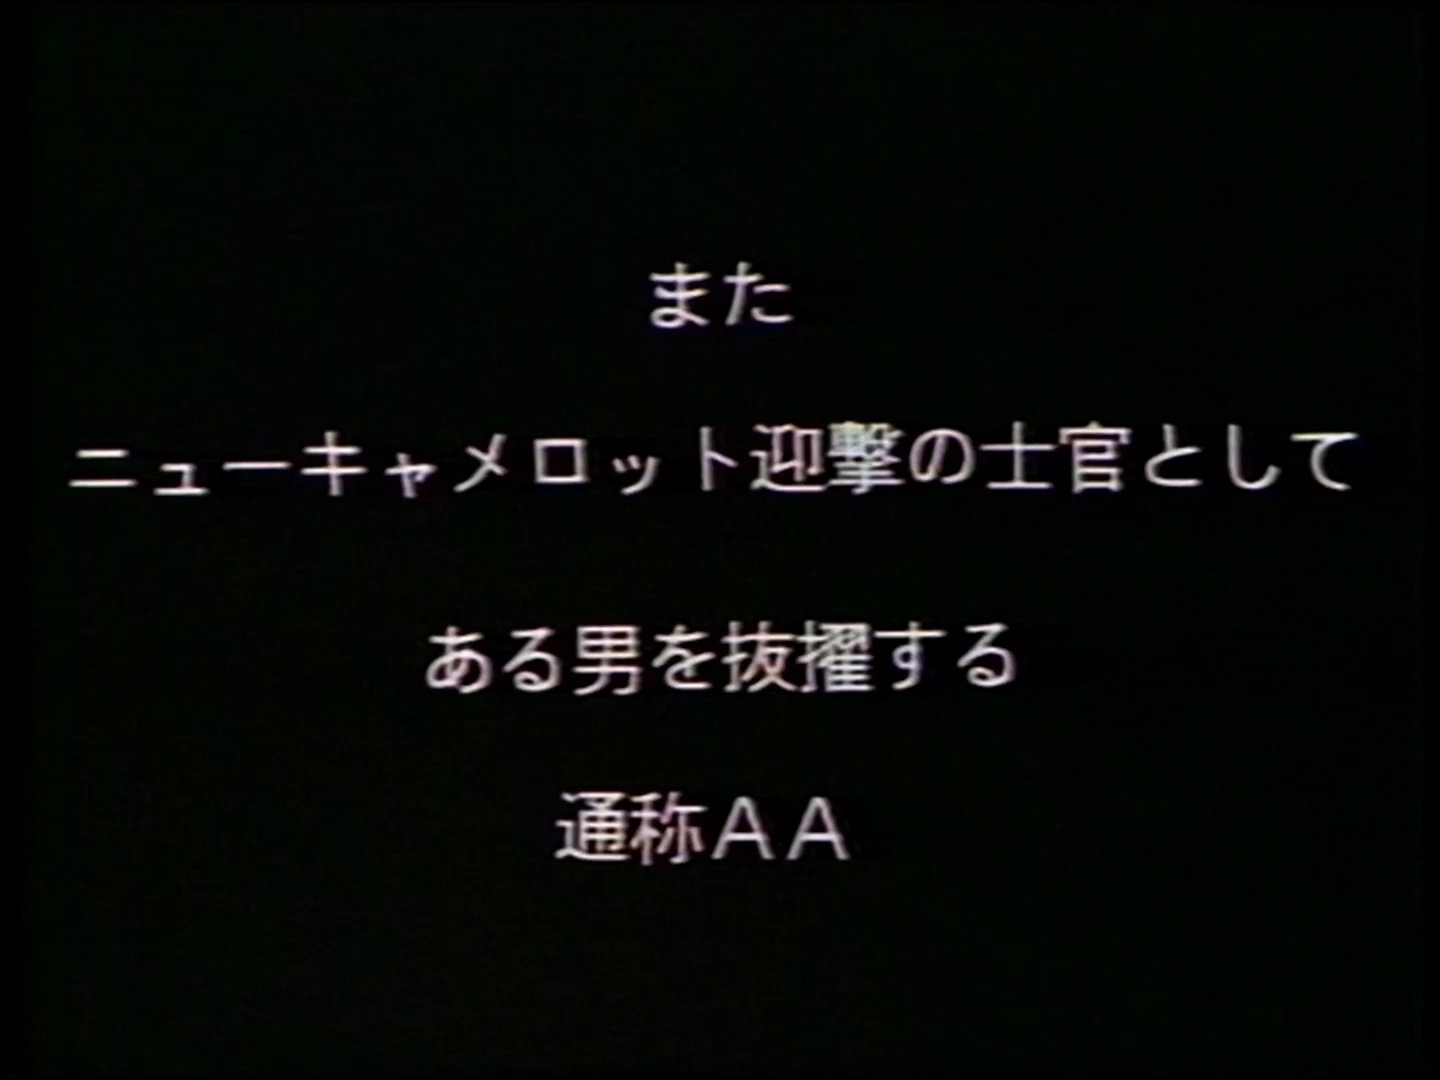 また
ニューキャメロット迎撃の士官として
ある男を抜擢する
通称ＡＡ